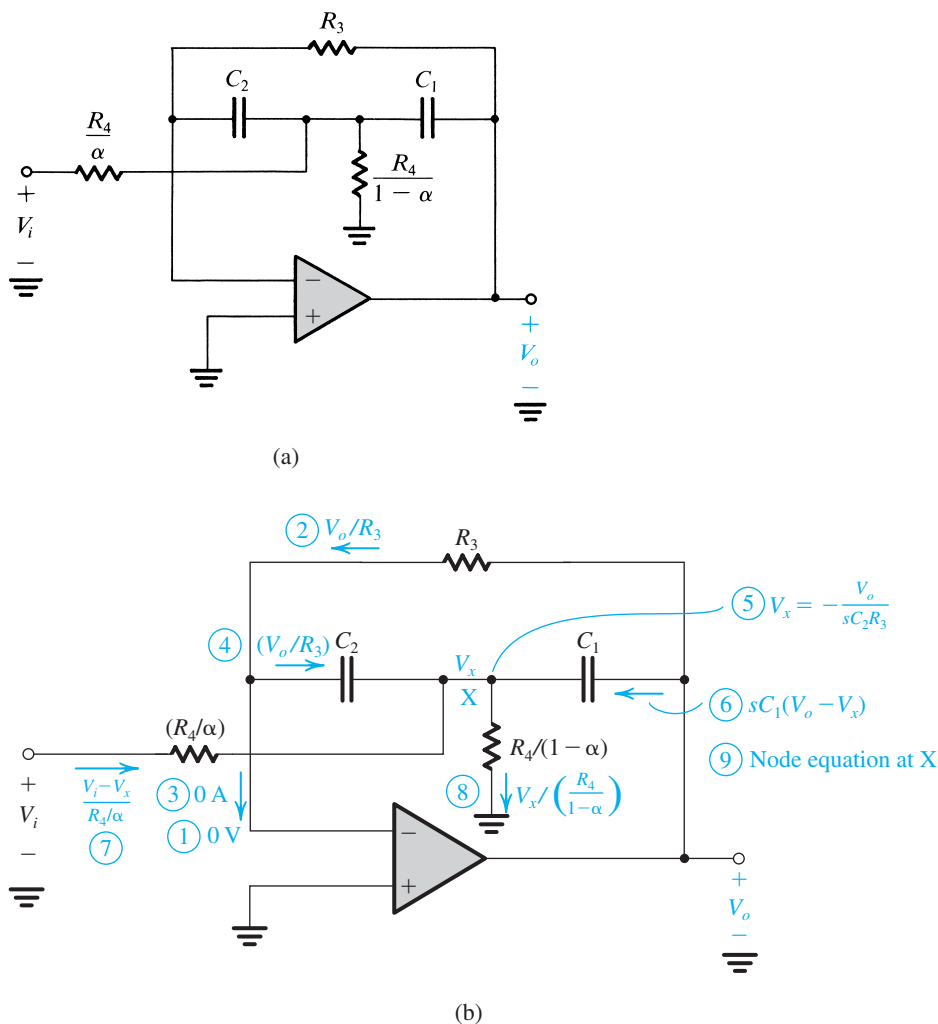 R₃
C₂ C₁
R₄/α
R₄/(1 − α)
+
Vᵢ
−
−
+
+
Vₒ
−
(a)
② Vₒ/R₃ R₃
⑤ Vₓ = − Vₒ/(sC₂R₃)
④ (Vₒ/R₃) C₂ Vₓ C₁
X
⑥ sC₁(Vₒ − Vₓ)
(R₄/α) R₄/(1 − α)
⑨ Node equation at X
+
Vᵢ
−
(Vᵢ − Vₓ)/(R₄/α)
⑦
③ 0 A
① 0 V
⑧ Vₓ/(R₄/(1−α))
−
+
+
Vₒ
−
(b)